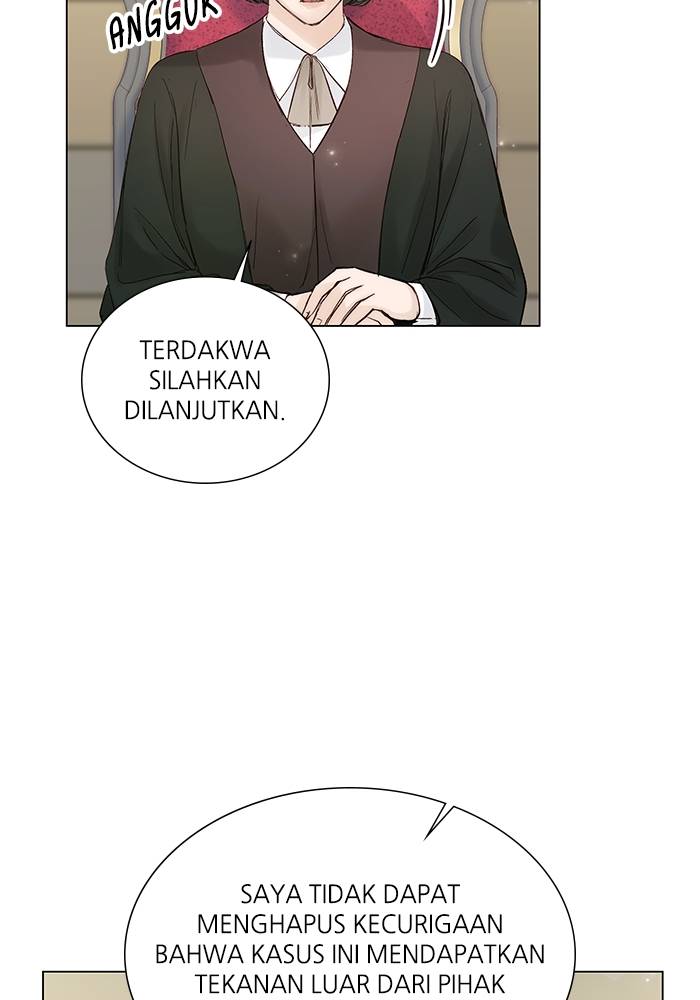 ANGGUK
TERDAKWA
SILAHKAN
DILANJUTKAN.
SAYA TIDAK DAPAT
MENGHAPUS KECURIGAAN
BAHWA KASUS INI MENDAPATKAN
TEKANAN LUAR DARI PIHAK